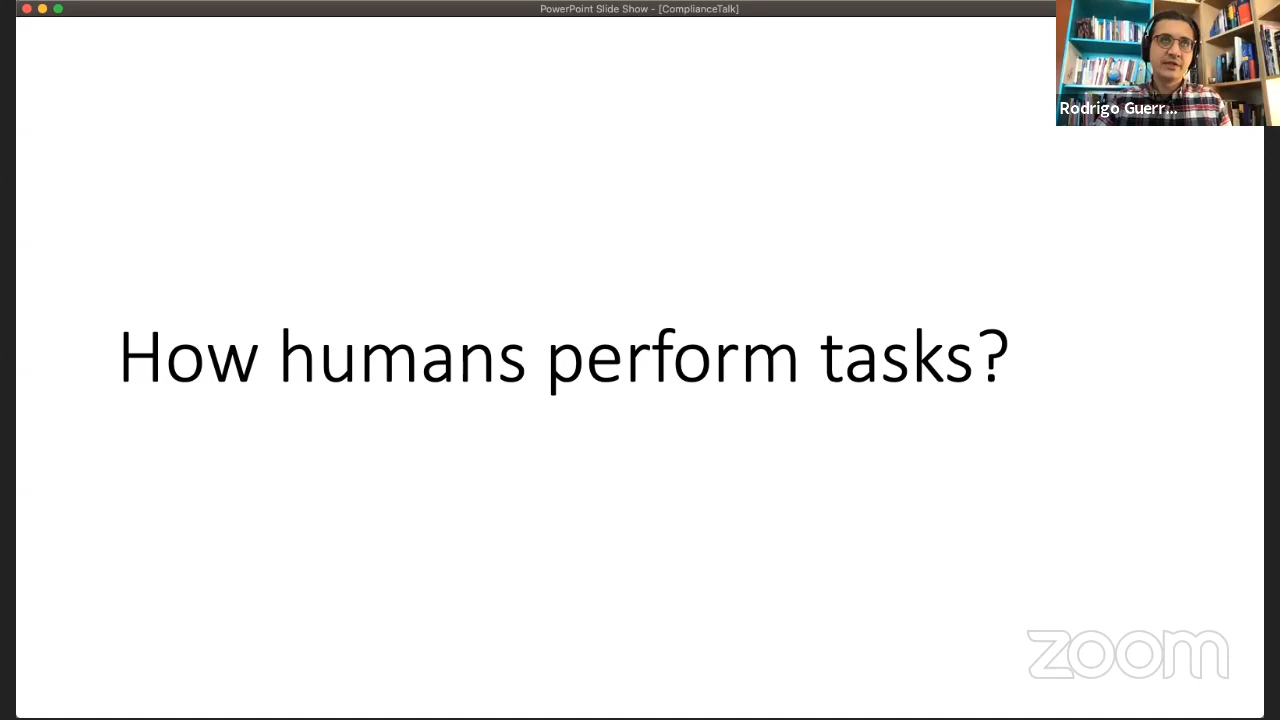 PowerPoint Slide Show - [ComplianceTalk]
Rodrigo Guerr...
How humans perform tasks?
zoom